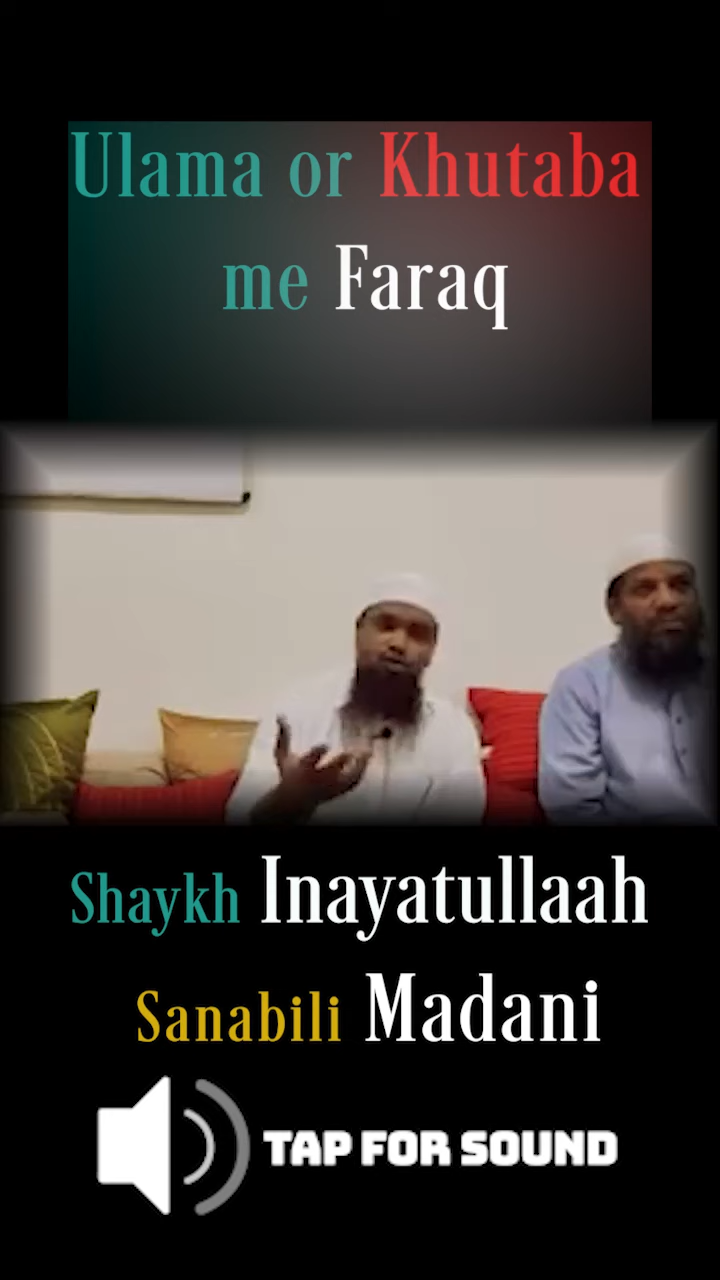 Ulama or Khutaba
me Faraq
Shaykh Inayatullaah
Sanabili Madani
TAP FOR SOUND